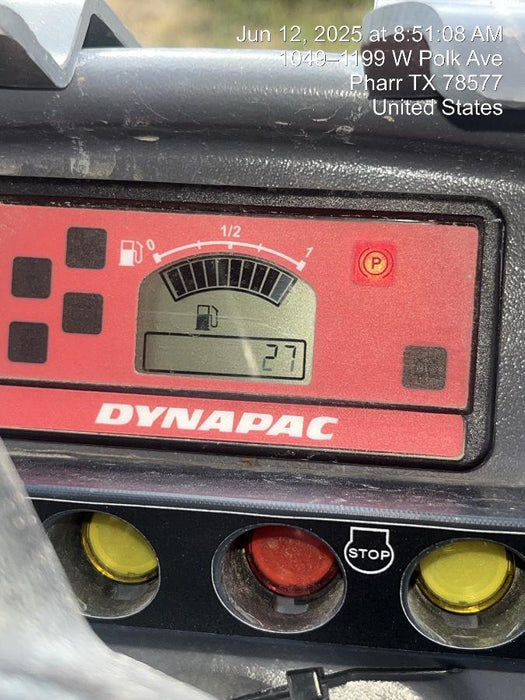 Jun 12, 2025 at 8:51:08 AM
1049–1199 W Polk Ave
Pharr TX 78577
United States
0 1/2 1
P
27
DYNAPAC
STOP